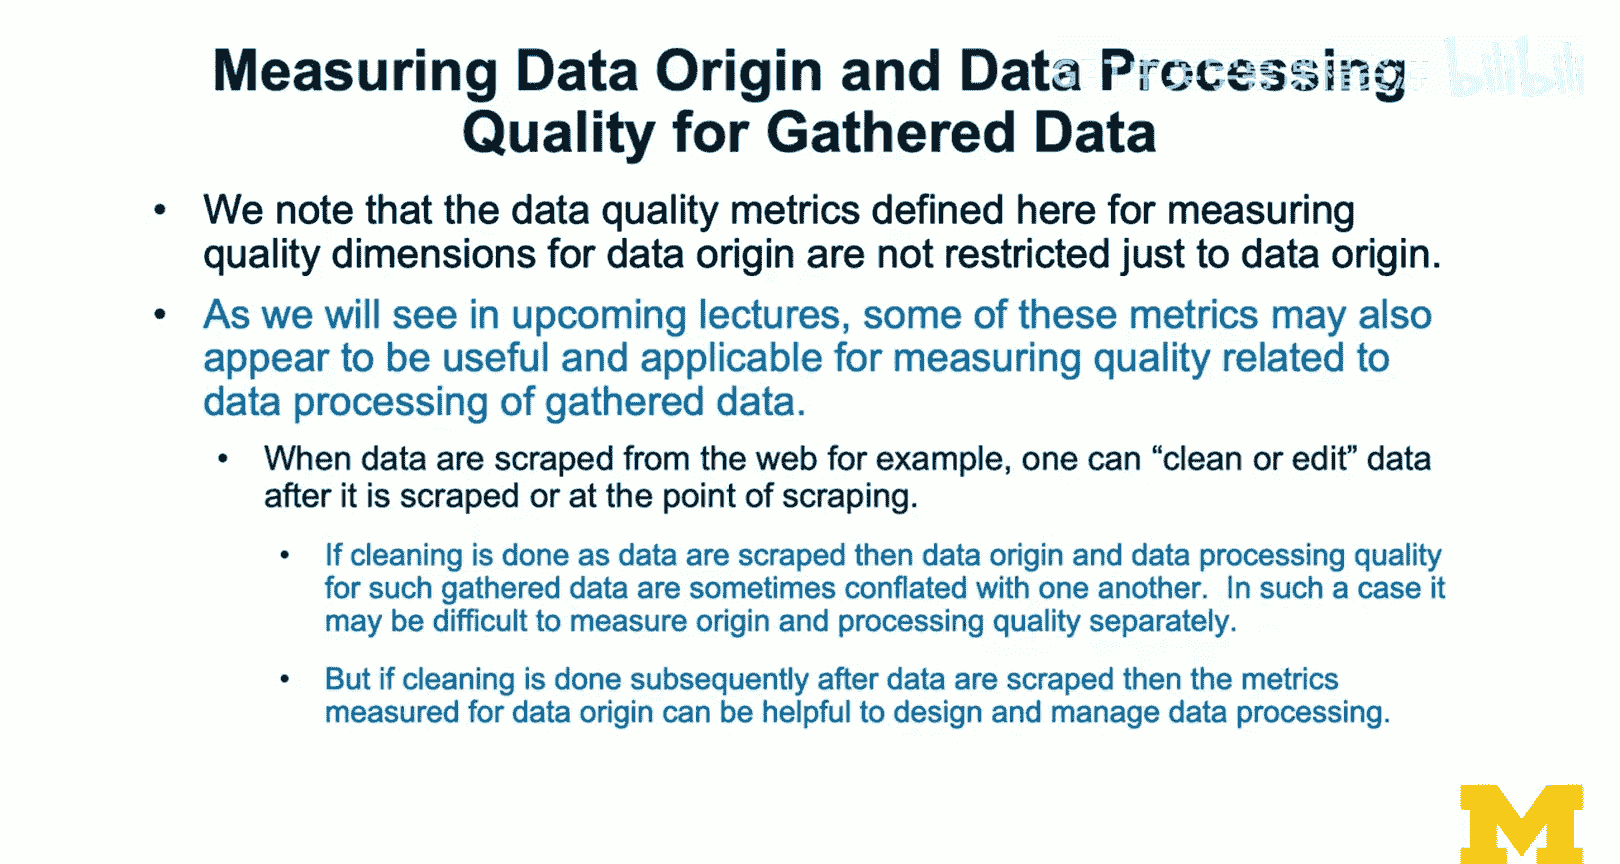 Measuring Data Origin and Data Processing
Quality for Gathered Data
• We note that the data quality metrics defined here for measuring
quality dimensions for data origin are not restricted just to data origin.
• As we will see in upcoming lectures, some of these metrics may also
appear to be useful and applicable for measuring quality related to
data processing of gathered data.
• When data are scraped from the web for example, one can “clean or edit” data
after it is scraped or at the point of scraping.
• If cleaning is done as data are scraped then data origin and data processing quality
for such gathered data are sometimes conflated with one another. In such a case it
may be difficult to measure origin and processing quality separately.
• But if cleaning is done subsequently after data are scraped then the metrics
measured for data origin can be helpful to design and manage data processing.
bilibili
M